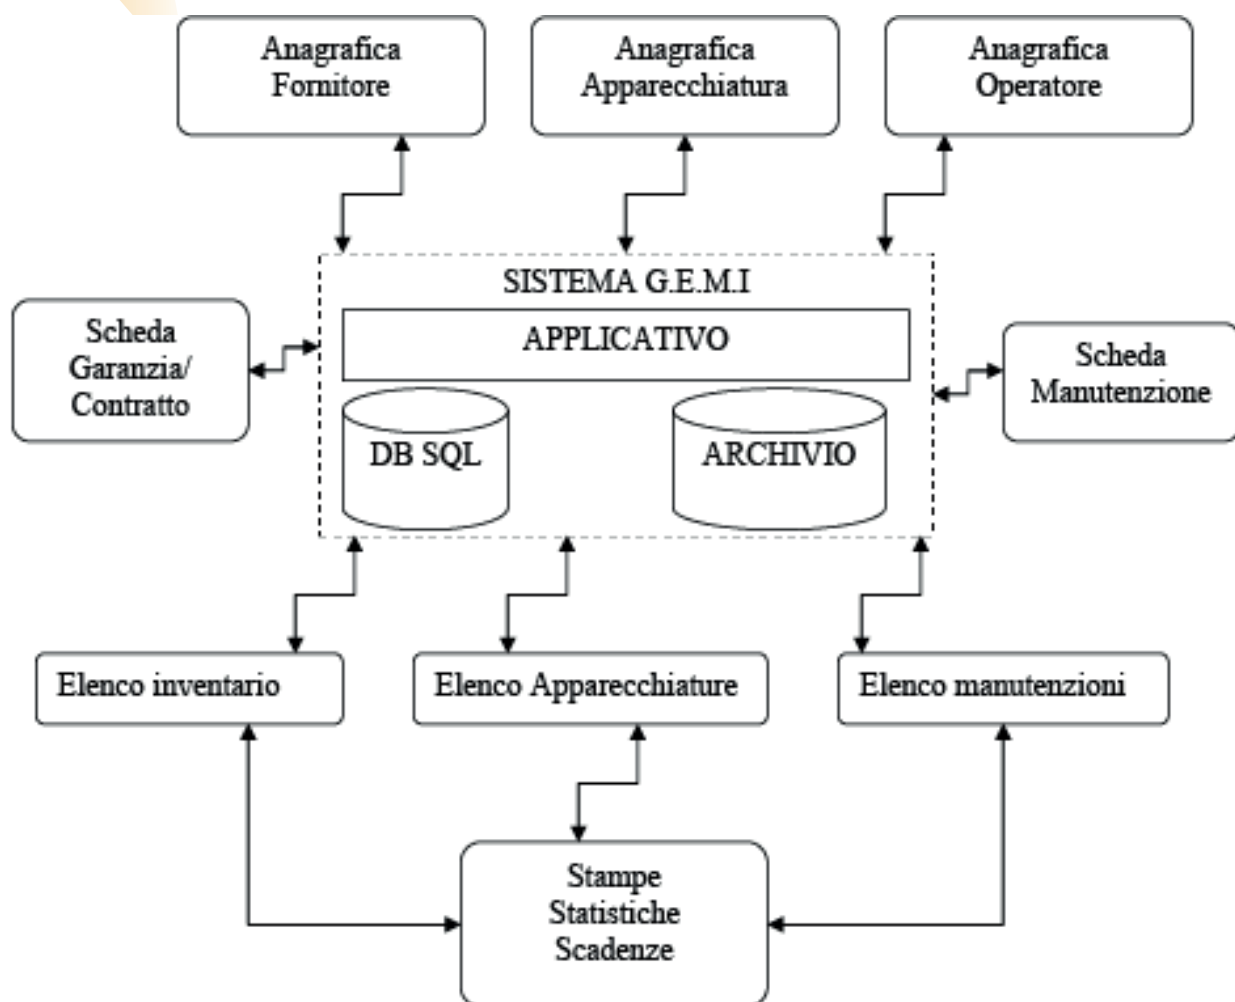 Anagrafica
Fornitore
Anagrafica
Apparecchiatura
Anagrafica
Operatore
SISTEMA G.E.M.I
APPLICATIVO
Scheda
Garanzia/
Contratto
Scheda
Manutenzione
DB SQL
ARCHIVIO
Elenco inventario
Elenco Apparecchiature
Elenco manutenzioni
Stampe
Statistiche
Scadenze